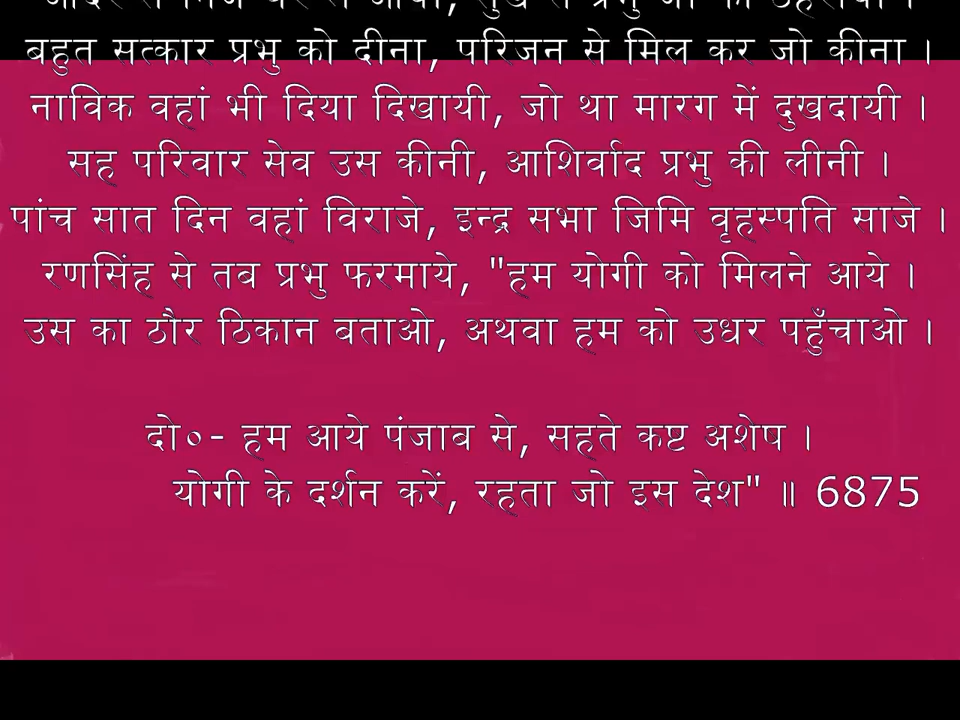 बहुत सत्कार प्रभु को दीना, परिजन से मिल कर जो कीना ।
नाविक वहां भी दिया दिखायी, जो था मारग में दुखदायी ।
सह परिवार सेव उस कीनी, आशिर्वाद प्रभु की लीनी ।
पांच सात दिन वहां विराजे, इन्द्र सभा जिमि वृहस्पति साजे ।
रणसिंह से तब प्रभु फरमाये, "हम योगी को मिलने आये ।
उस का ठौर ठिकान बताओ, अथवा हम को उधर पहुँचाओ ।
दो०- हम आये पंजाब से, सहते कष्ट अशेष ।
योगी के दर्शन करें, रहता जो इस देश" ॥ 6875